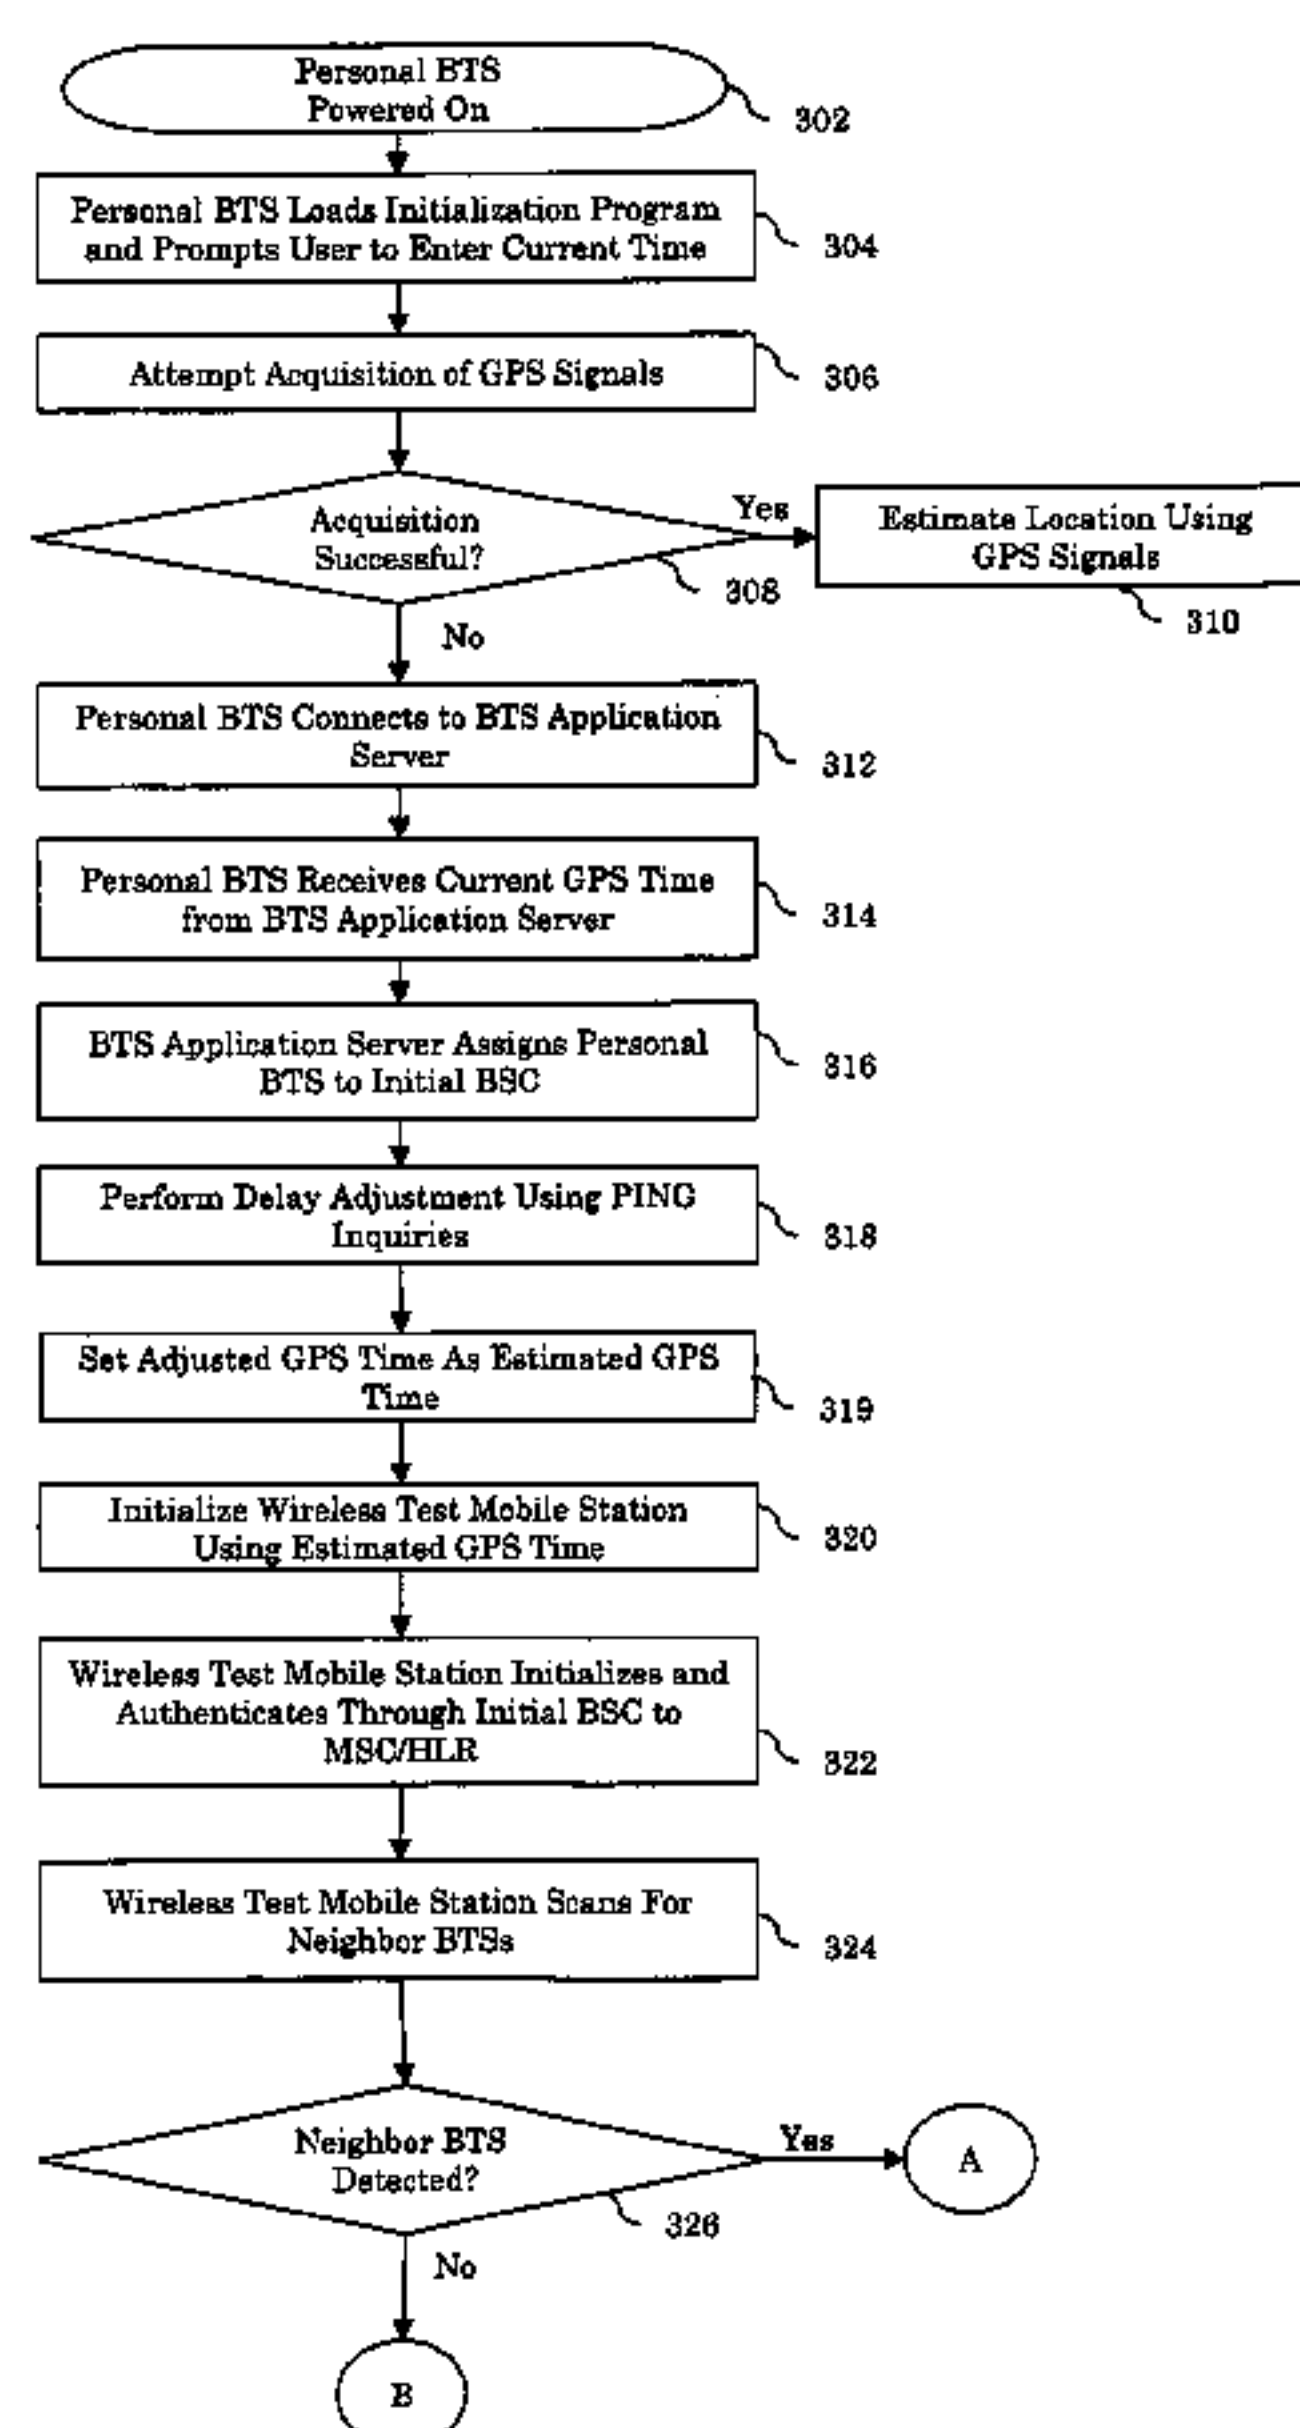 Personal BTS
Powered On
302
Personal BTS Loads Initialization Program
and Prompts User to Enter Current Time
304
Attempt Acquisition of GPS Signals
306
Acquisition
Successful?
308
Yes
Estimate Location Using
GPS Signals
310
No
Personal BTS Connects to BTS Application
Server
312
Personal BTS Receives Current GPS Time
from BTS Application Server
314
BTS Application Server Assigns Personal
BTS to Initial BSC
316
Perform Delay Adjustment Using PING
Inquiries
318
Set Adjusted GPS Time As Estimated GPS
Time
319
Initialize Wireless Test Mobile Station
Using Estimated GPS Time
320
Wireless Test Mobile Station Initializes and
Authenticates Through Initial BSC to
MSC/HLR
322
Wireless Test Mobile Station Scans For
Neighbor BTSs
324
Neighbor BTS
Detected?
326
Yes
A
No
B